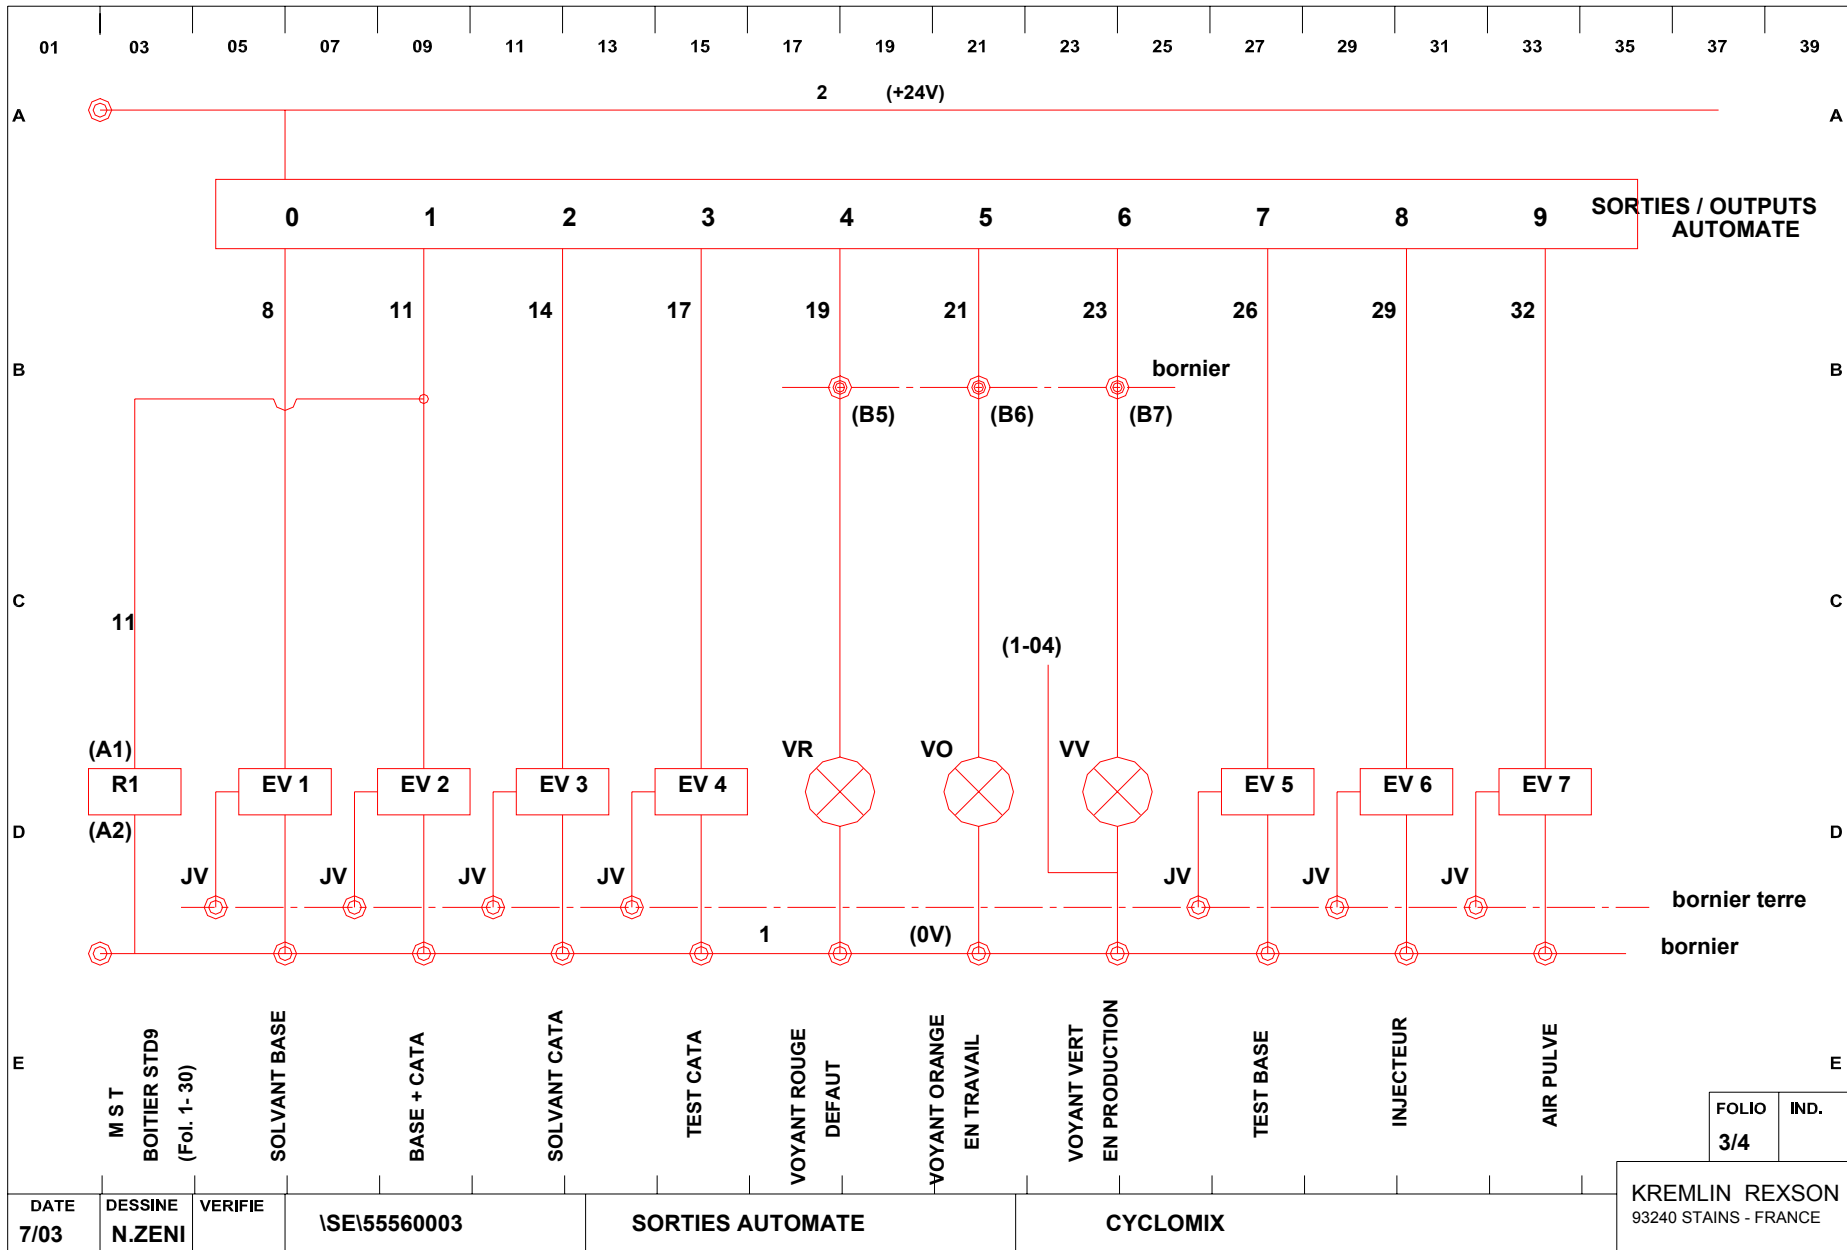 01 03 05 07 09 11 13 15 17 19 21 23 25 27 29 31 33 35 37 39
2 (+24V)
A A
0 1 2 3 4 5 6 7 8 9
SORTIES / OUTPUTS
AUTOMATE
8 11 14 17 19 21 23 26 29 32
B bornier B
(B5) (B6) (B7)
C C
11
(1-04)
(A1) VR VO VV
R1 EV 1 EV 2 EV 3 EV 4 EV 5 EV 6 EV 7
D (A2) D
JV JV JV JV JV JV JV
bornier terre
1 (0V)
bornier
E E
M S T
BOITIER STD9
(Fol. 1- 30)
SOLVANT BASE
BASE + CATA
SOLVANT CATA
TEST CATA
VOYANT ROUGE
DEFAUT
VOYANT ORANGE
EN TRAVAIL
VOYANT VERT
EN PRODUCTION
TEST BASE
INJECTEUR
AIR PULVE
FOLIO IND.
3/4
DATE DESSINE VERIFIE
7/03 N.ZENI
\SE\55560003 SORTIES AUTOMATE CYCLOMIX
KREMLIN REXSON
93240 STAINS - FRANCE